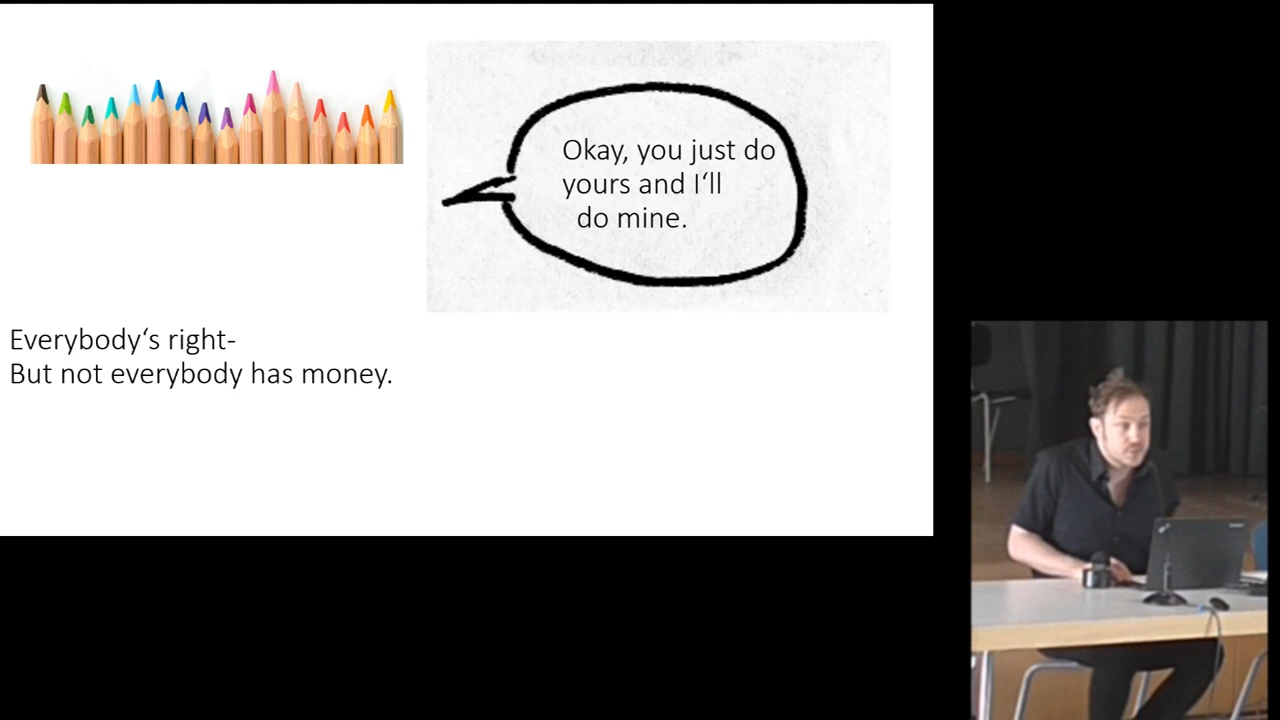 Okay, you just do
yours and I‘ll
do mine.
Everybody‘s right-
But not everybody has money.